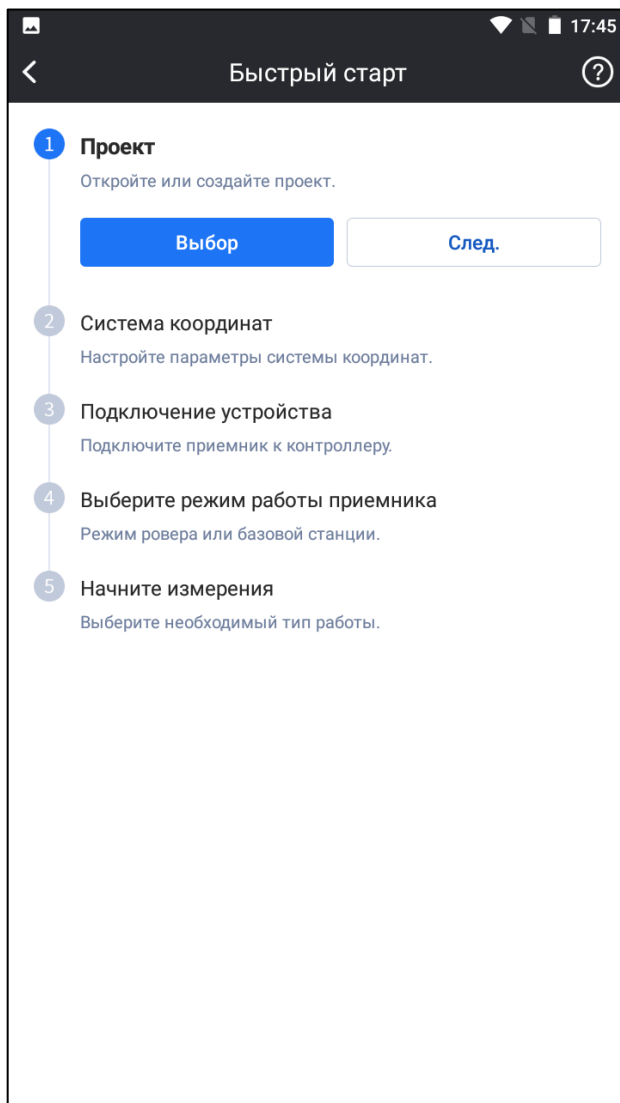 17:45
Быстрый старт
?
1 Проект
Откройте или создайте проект.
Выбор След.
2 Система координат
Настройте параметры системы координат.
3 Подключение устройства
Подключите приемник к контроллеру.
4 Выберите режим работы приемника
Режим ровера или базовой станции.
5 Начните измерения
Выберите необходимый тип работы.